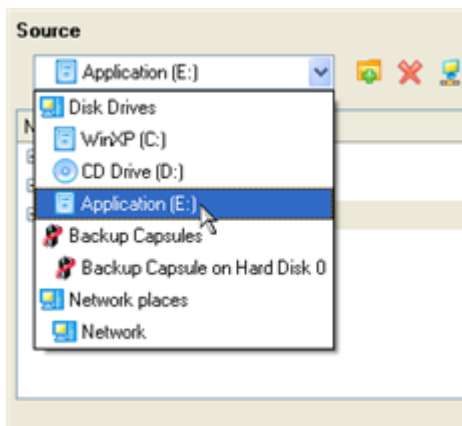 Source
Application (E:)
Disk Drives
WinXP (C:)
CD Drive (D:)
Application (E:)
Backup Capsules
Backup Capsule on Hard Disk 0
Network places
Network